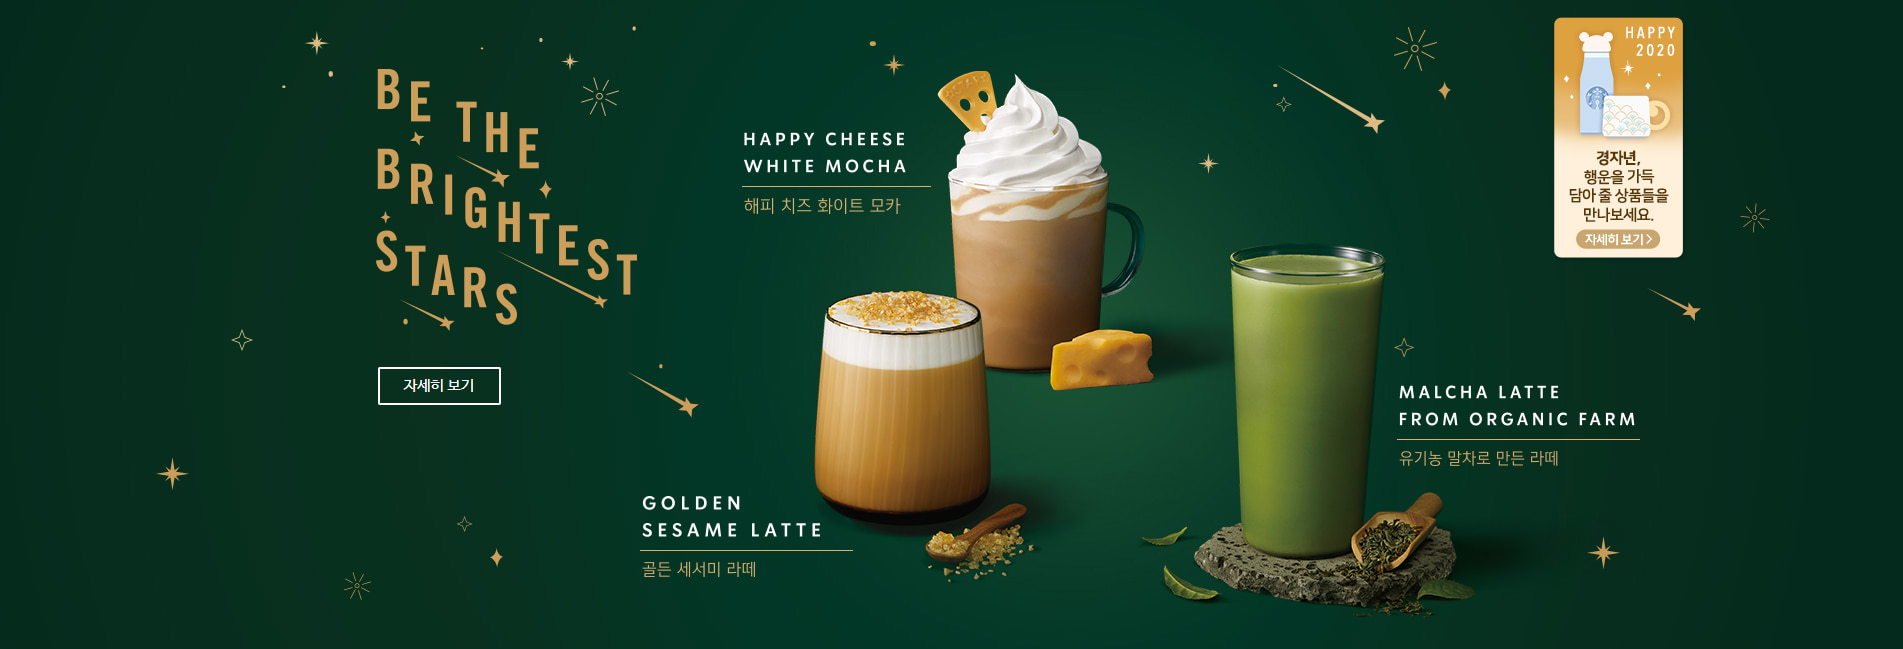 BE THE
BRIGHTEST
STARS
자세히 보기
HAPPY CHEESE
WHITE MOCHA
해피 치즈 화이트 모카
GOLDEN
SESAME LATTE
골든 세서미 라떼
MALCHA LATTE
FROM ORGANIC FARM
유기농 말차로 만든 라떼
HAPPY
2020
경자년,
행운을 가득
담아 줄 상품들을
만나보세요.
자세히 보기 >